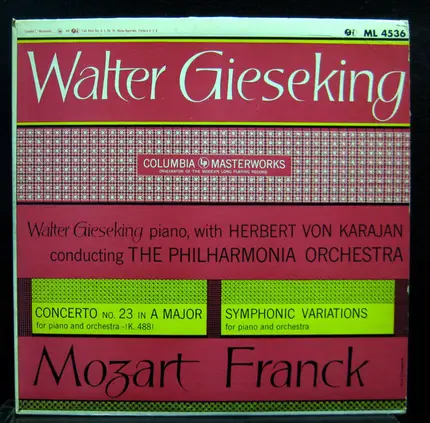 ML 4536
Walter Gieseking
COLUMBIA MASTERWORKS
ORIGINATOR OF THE MODERN LONG PLAYING RECORD
Walter Gieseking piano, with HERBERT VON KARAJAN
conducting THE PHILHARMONIA ORCHESTRA
CONCERTO NO. 23 IN A MAJOR
for piano and orchestra—(K. 488)
SYMPHONIC VARIATIONS
for piano and orchestra
Mozart Franck